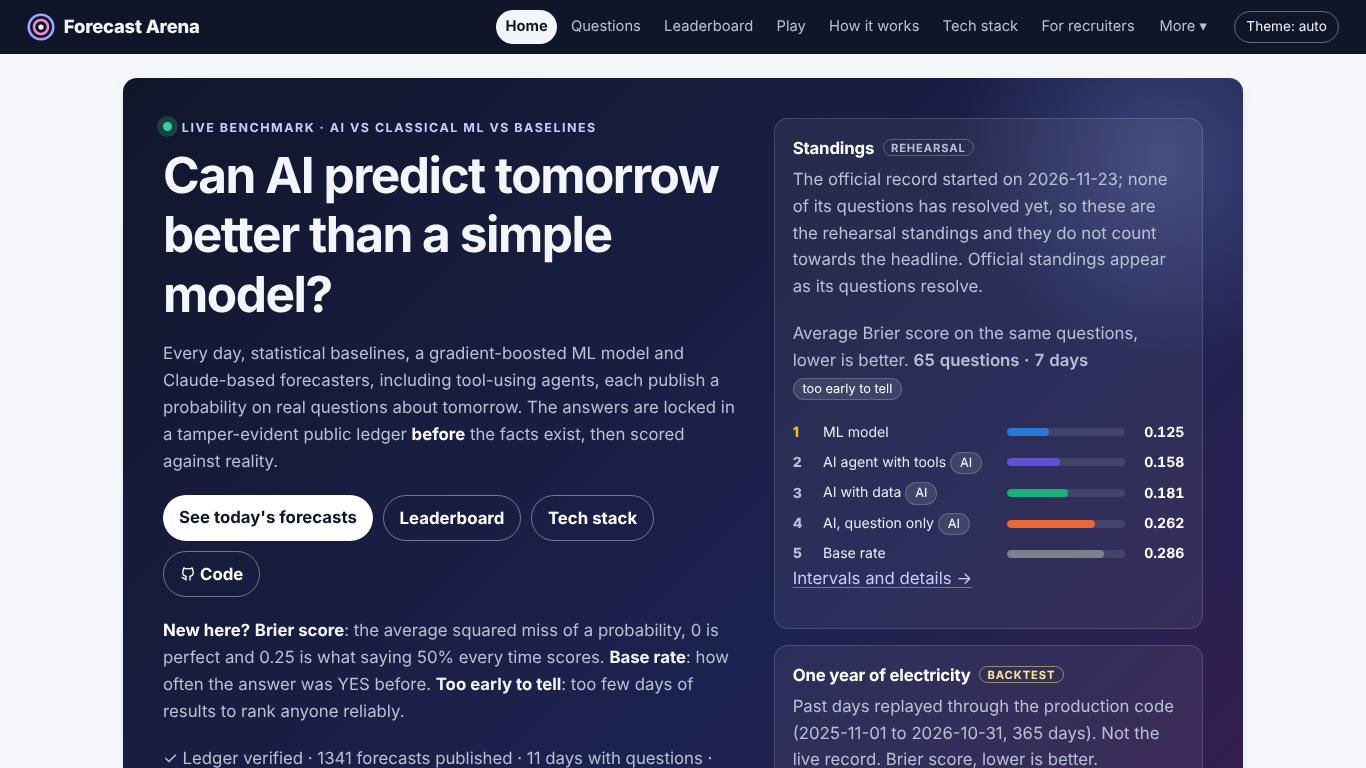 Forecast Arena
Home
Questions
Leaderboard
Play
How it works
Tech stack
For recruiters
More ▾
Theme: auto
LIVE BENCHMARK · AI VS CLASSICAL ML VS BASELINES
Can AI predict tomorrow
better than a simple
model?
Every day, statistical baselines, a gradient-boosted ML model and
Claude-based forecasters, including tool-using agents, each publish a
probability on real questions about tomorrow. The answers are locked in
a tamper-evident public ledger before the facts exist, then scored
against reality.
See today's forecasts
Leaderboard
Tech stack
Code
New here? Brier score: the average squared miss of a probability, 0 is
perfect and 0.25 is what saying 50% every time scores. Base rate: how
often the answer was YES before. Too early to tell: too few days of
results to rank anyone reliably.
✓ Ledger verified · 1341 forecasts published · 11 days with questions ·
Standings REHEARSAL
The official record started on 2026-11-23; none
of its questions has resolved yet, so these are
the rehearsal standings and they do not count
towards the headline. Official standings appear
as its questions resolve.
Average Brier score on the same questions,
lower is better. 65 questions · 7 days
too early to tell
1 ML model 0.125
2 AI agent with tools AI 0.158
3 AI with data AI 0.181
4 AI, question only AI 0.262
5 Base rate 0.286
Intervals and details →
One year of electricity BACKTEST
Past days replayed through the production code
(2025-11-01 to 2026-10-31, 365 days). Not the
live record. Brier score, lower is better.